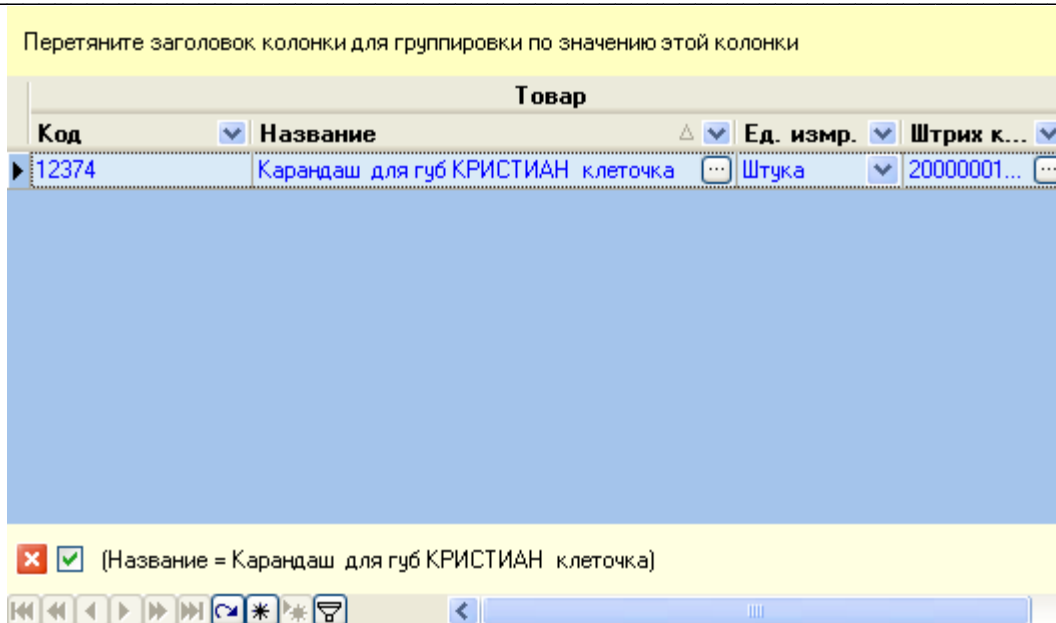 Перетяните заголовок колонки для группировки по значению этой колонки
Товар
Код Название Ед. измр. Штрих к...
12374 Карандаш для губ КРИСТИАН клеточка Штука 20000001...
(Название = Карандаш для губ КРИСТИАН клеточка)